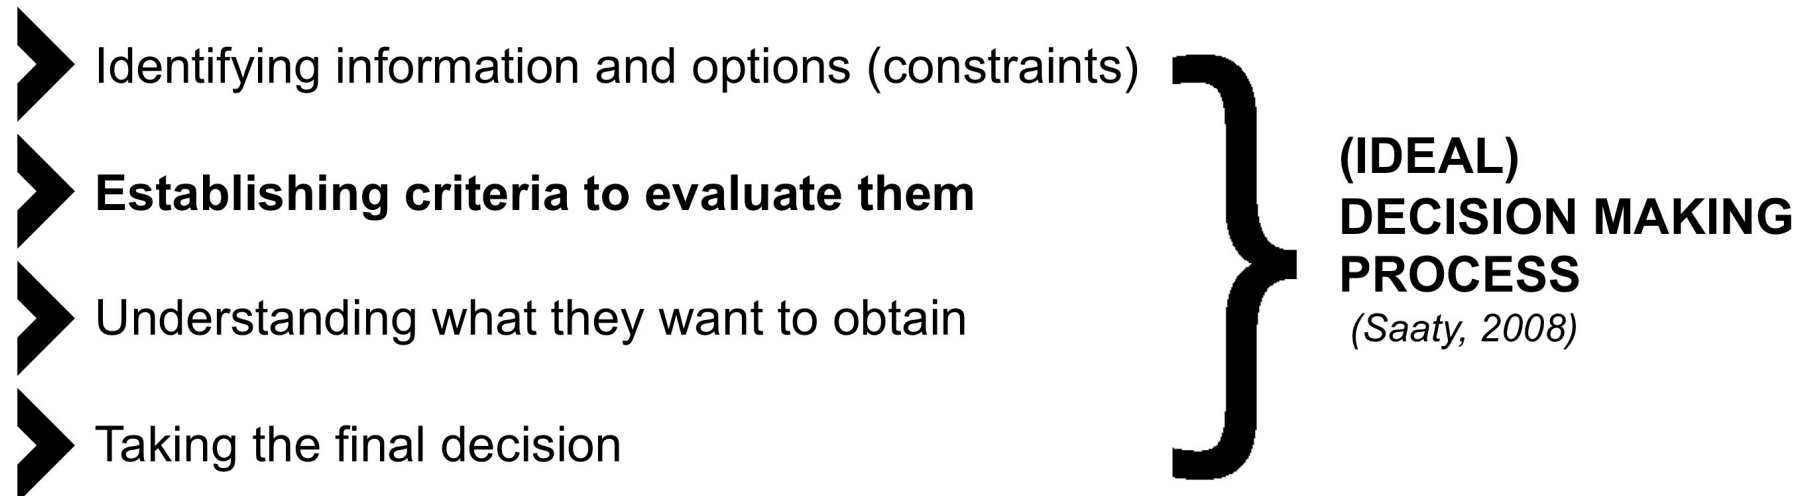 Identifying information and options (constraints)
Establishing criteria to evaluate them
Understanding what they want to obtain
Taking the final decision
(IDEAL)
DECISION MAKING
PROCESS
(Saaty, 2008)